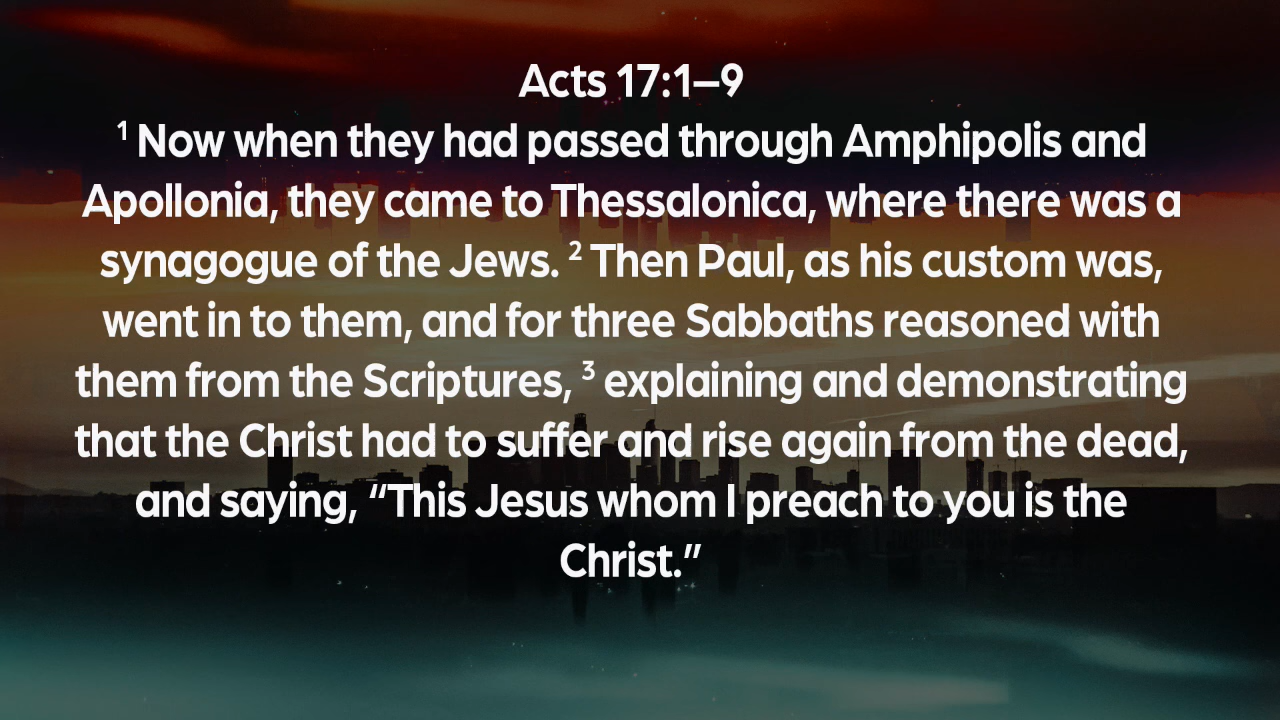 Acts 17:1–9
¹ Now when they had passed through Amphipolis and
Apollonia, they came to Thessalonica, where there was a
synagogue of the Jews. ² Then Paul, as his custom was,
went in to them, and for three Sabbaths reasoned with
them from the Scriptures, ³ explaining and demonstrating
that the Christ had to suffer and rise again from the dead,
and saying, “This Jesus whom I preach to you is the
Christ.”